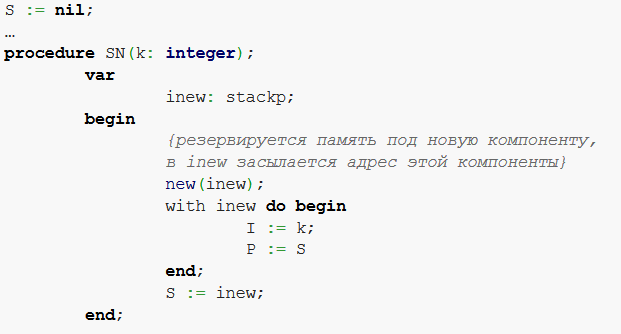 S := nil;
…
procedure SN(k: integer);
var
inew: stackp;
begin
{резервируется память под новую компоненту,
в inew засылается адрес этой компоненты}
new(inew);
with inew do begin
I := k;
P := S
end;
S := inew;
end;